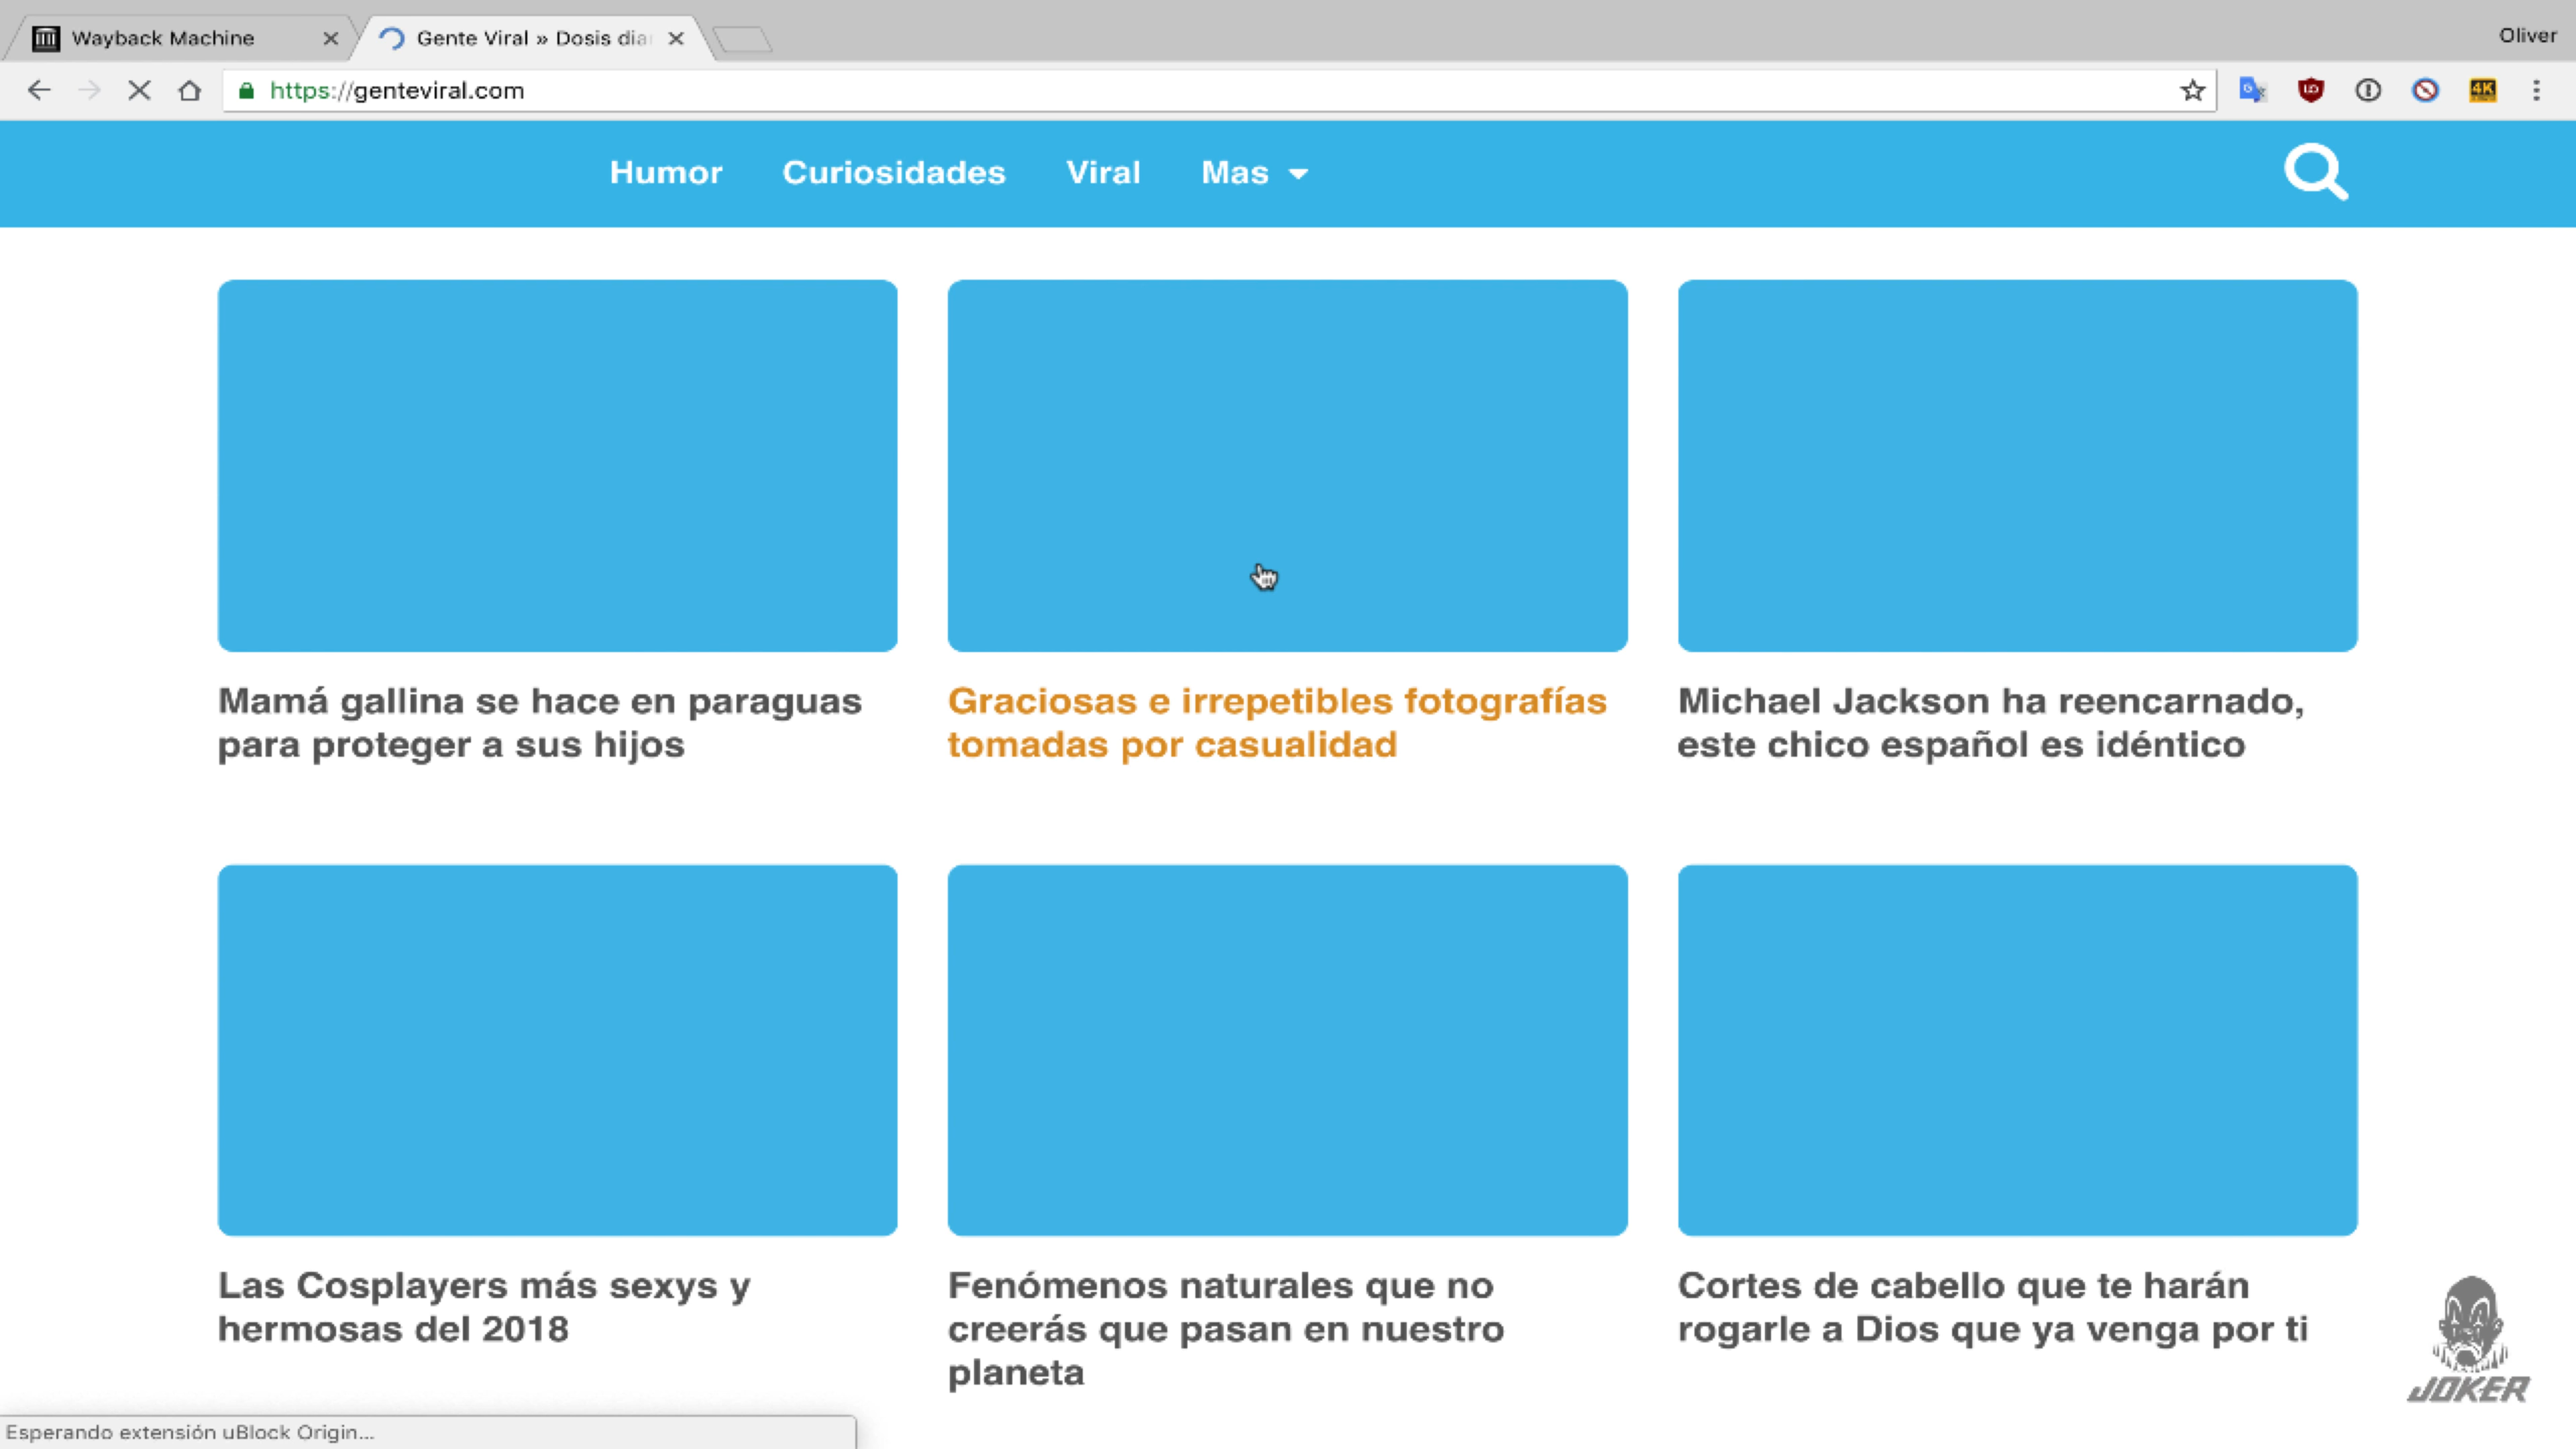 Wayback Machine
Gente Viral » Dosis dia
Oliver
https://genteviral.com
4K
Humor Curiosidades Viral Mas
Mamá gallina se hace en paraguas
para proteger a sus hijos
Graciosas e irrepetibles fotografías
tomadas por casualidad
Michael Jackson ha reencarnado,
este chico español es idéntico
Las Cosplayers más sexys y
hermosas del 2018
Fenómenos naturales que no
creerás que pasan en nuestro
planeta
Cortes de cabello que te harán
rogarle a Dios que ya venga por ti
JOKER
Esperando extensión uBlock Origin...